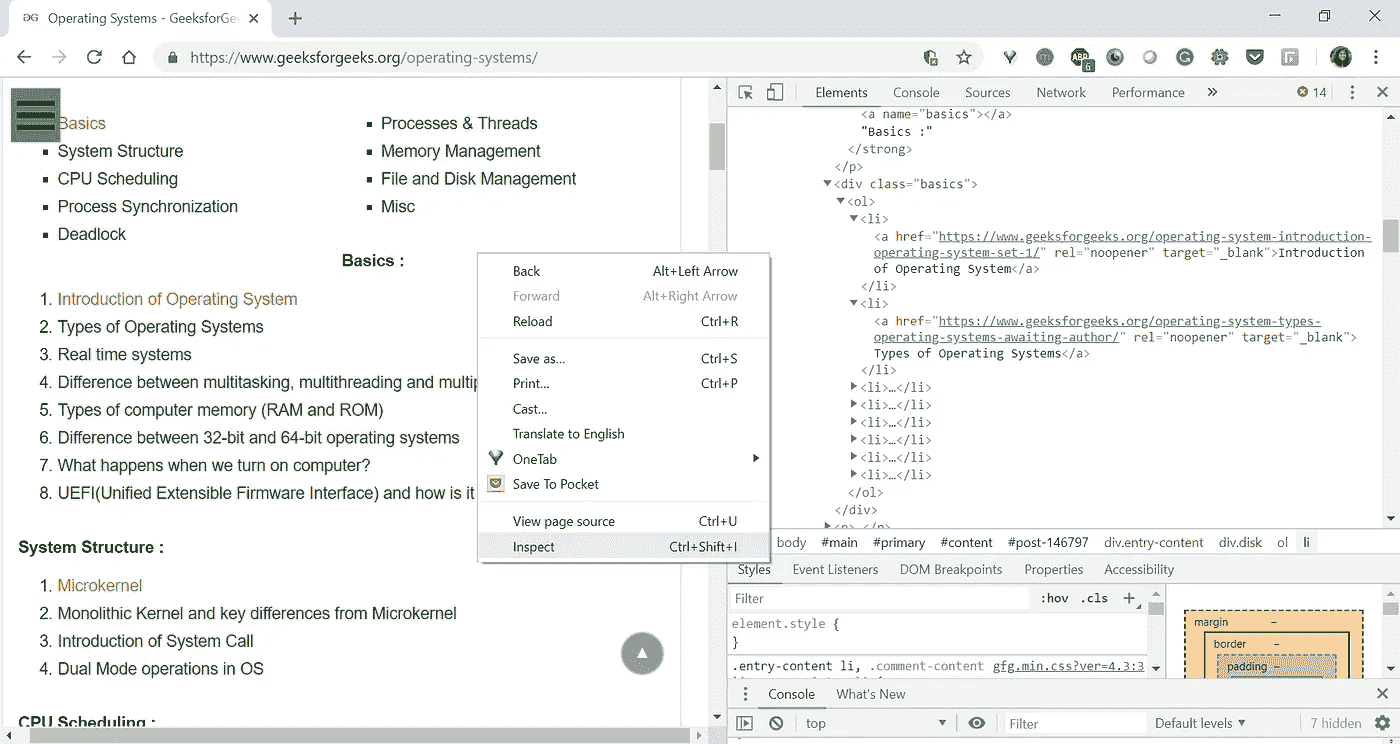 Operating Systems - GeeksforGe
https://www.geeksforgeeks.org/operating-systems/
ABP
6
Basics
System Structure
CPU Scheduling
Process Synchronization
Deadlock
Processes & Threads
Memory Management
File and Disk Management
Misc
Basics :
1. Introduction of Operating System
2. Types of Operating Systems
3. Real time systems
4. Difference between multitasking, multithreading and multip
5. Types of computer memory (RAM and ROM)
6. Difference between 32-bit and 64-bit operating systems
7. What happens when we turn on computer?
8. UEFI(Unified Extensible Firmware Interface) and how is it
System Structure :
1. Microkernel
2. Monolithic Kernel and key differences from Microkernel
3. Introduction of System Call
4. Dual Mode operations in OS
CPU Scheduling :
Back Alt+Left Arrow
Forward Alt+Right Arrow
Reload Ctrl+R
Save as... Ctrl+S
Print... Ctrl+P
Cast...
Translate to English
OneTab
Save To Pocket
View page source Ctrl+U
Inspect Ctrl+Shift+I
Elements Console Sources Network Performance » 14
<a name="basics"></a>
"Basics :"
</strong>
</p>
<div class="basics">
<ol>
<li>
<a href="https://www.geeksforgeeks.org/operating-system-introduction-
operating-system-set-1/" rel="noopener" target="_blank">Introduction
of Operating System</a>
</li>
<li>
<a href="https://www.geeksforgeeks.org/operating-system-types-
operating-systems-awaiting-author/" rel="noopener" target="_blank">
Types of Operating Systems</a>
</li>
<li>…</li>
<li>…</li>
<li>…</li>
<li>…</li>
<li>…</li>
<li>…</li>
</ol>
</div>
body #main #primary #content #post-146797 div.entry-content div.disk ol li
Styles Event Listeners DOM Breakpoints Properties Accessibility
Filter :hov .cls +
element.style {
}
.entry-content li, .comment-content gfg.min.css?ver=4.3:3
margin –
border –
padding –
Console What's New
top Filter Default levels 7 hidden